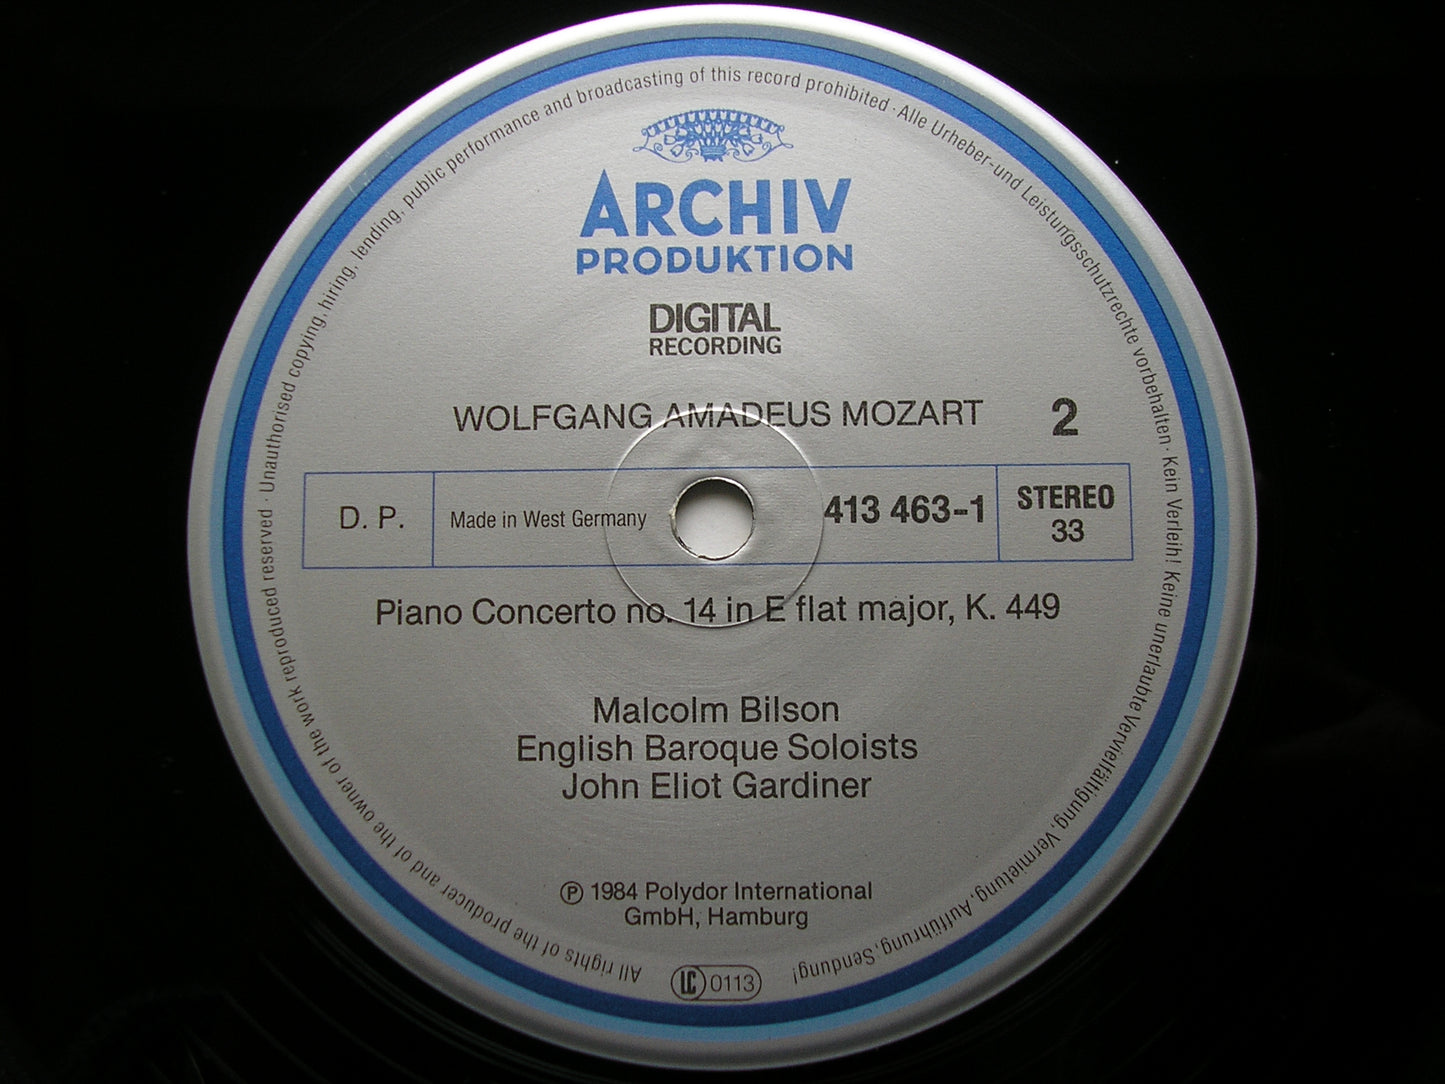 ARCHIV
PRODUKTION
DIGITAL
RECORDING
WOLFGANG AMADEUS MOZART 2
D. P. Made in West Germany 413 463-1 STEREO
33
Piano Concerto no. 14 in E flat major, K. 449
Malcolm Bilson
English Baroque Soloists
John Eliot Gardiner
℗ 1984 Polydor International
GmbH, Hamburg
LC 0113
All rights of the producer and of the owner of the work reproduced reserved · Unauthorised copying, hiring, lending, public performance and broadcasting of this record prohibited · Alle Urheber-und Leistungsschutzrechte vorbehalten · Kein Verleih! Keine unerlaubte Vervielfältigung, Vermietung, Aufführung, Sendung!